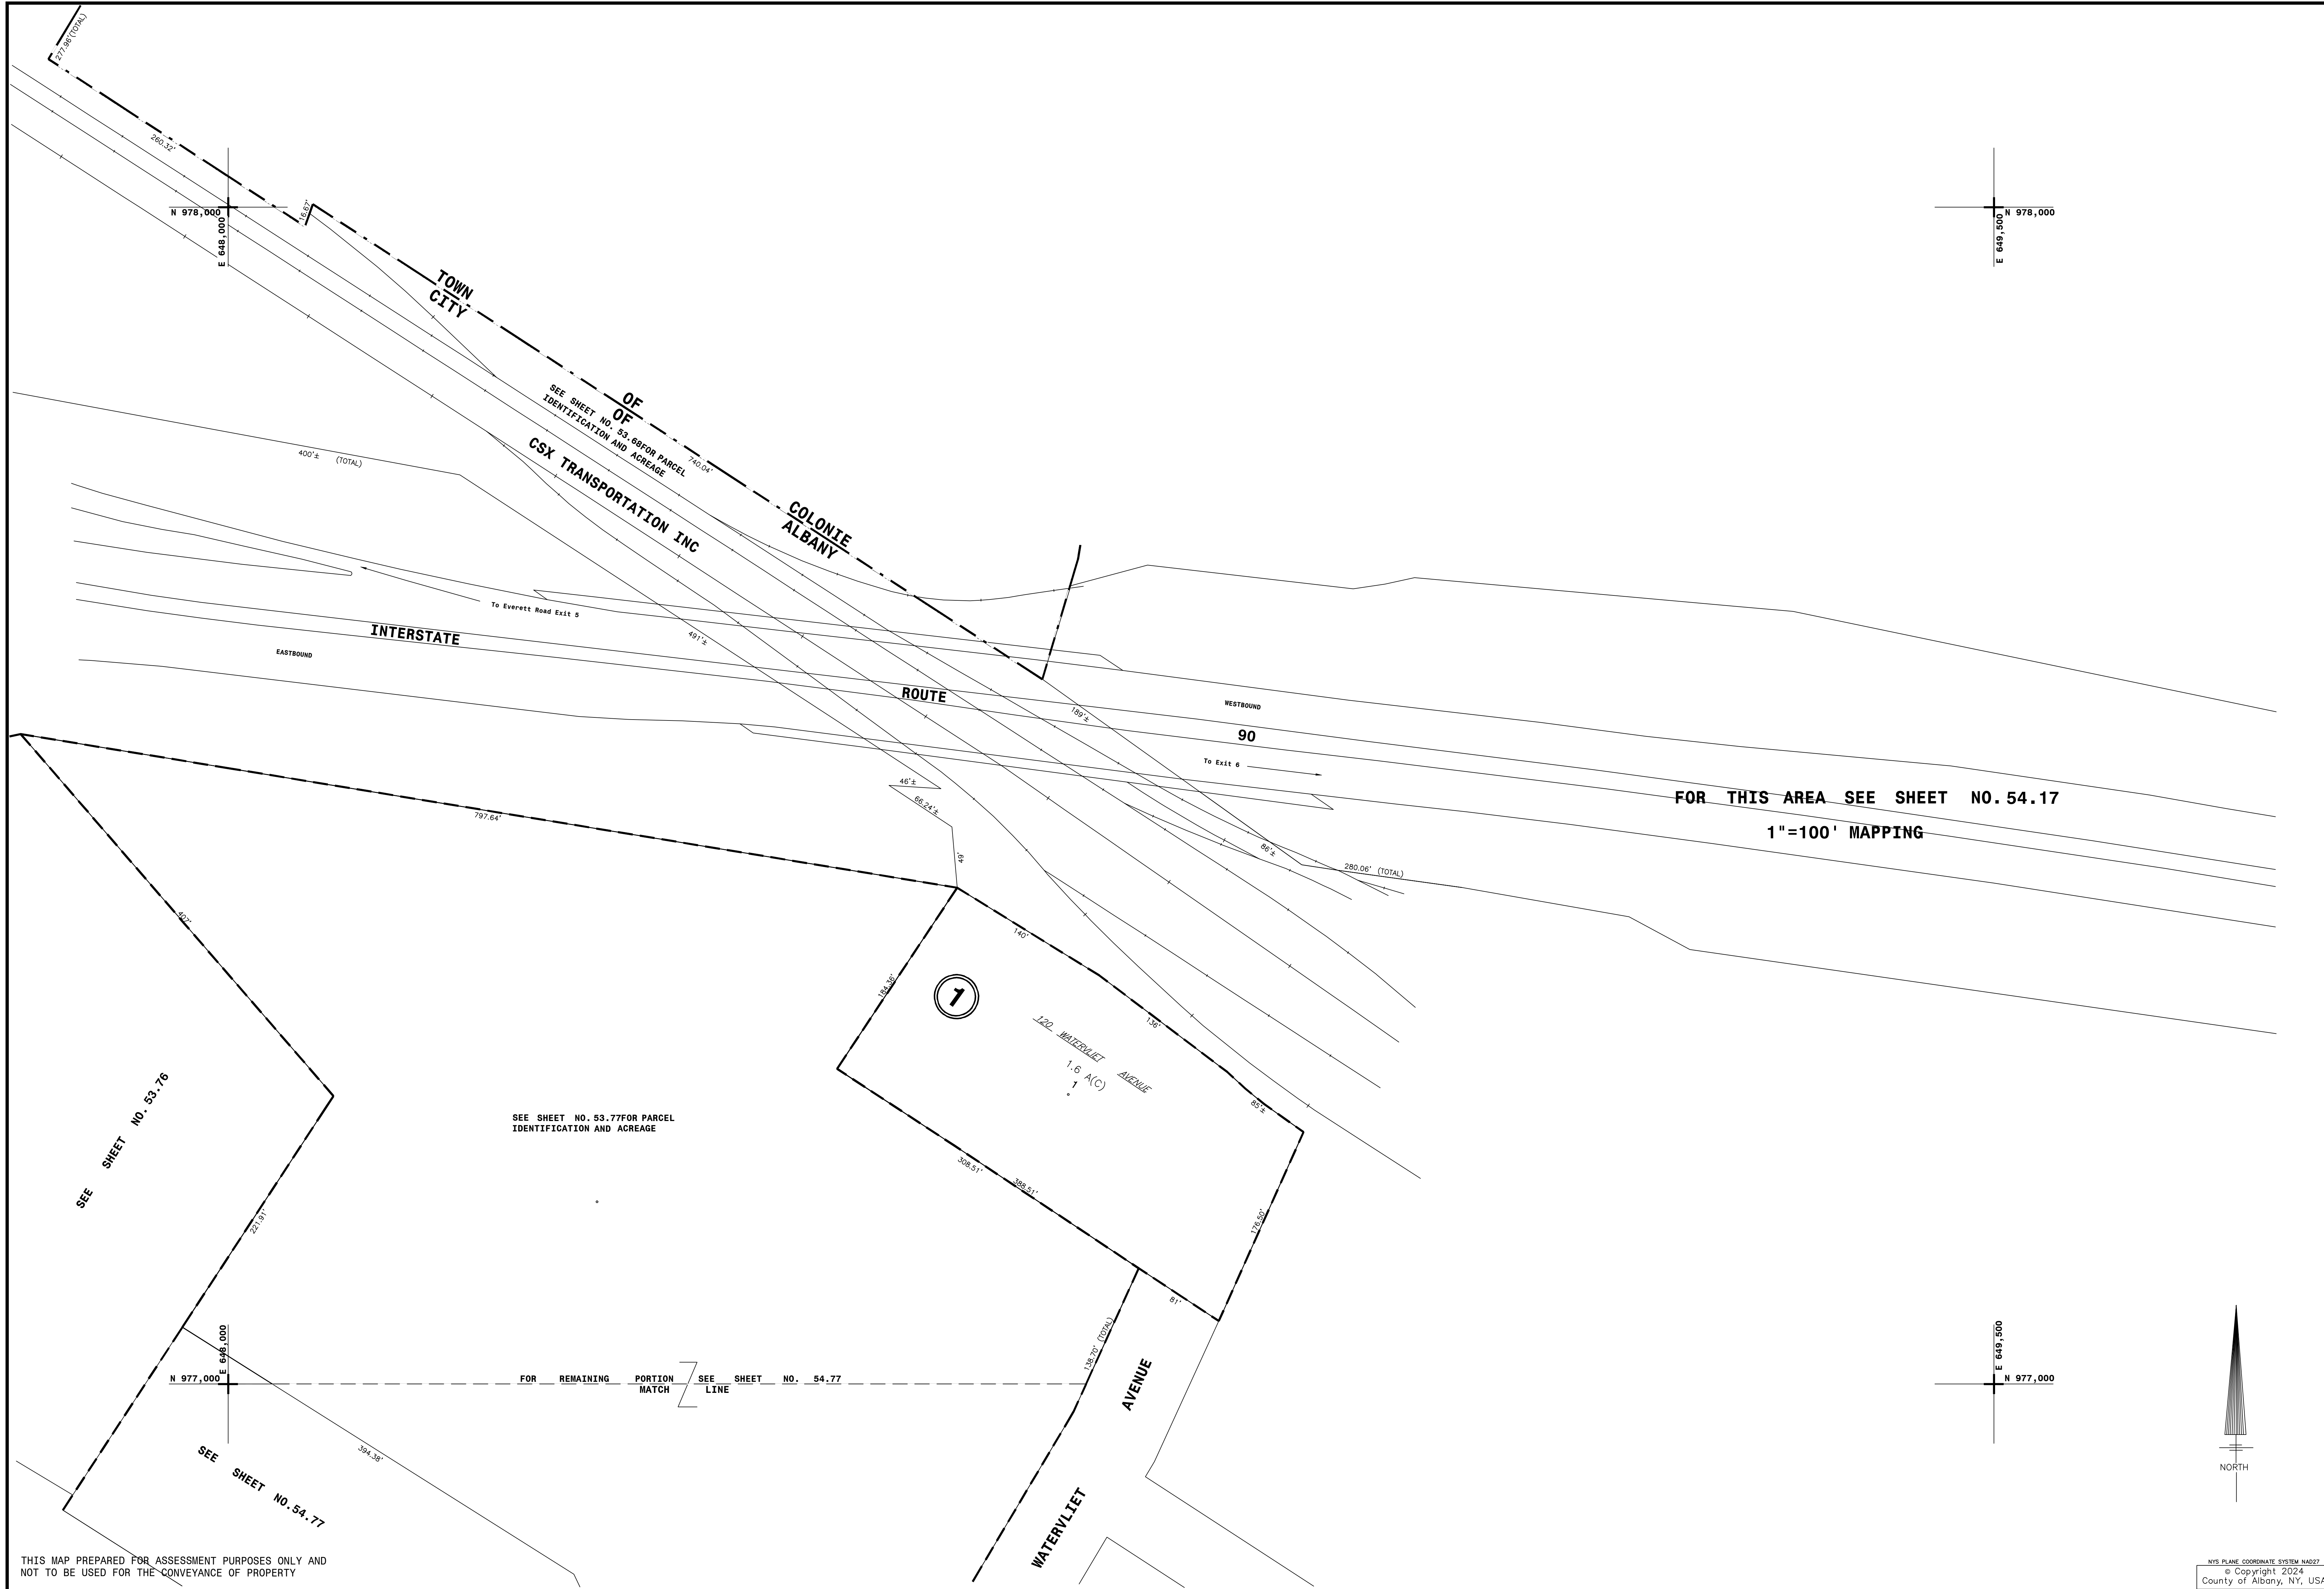 277.96'(TOTAL)
260.32'
16.67'
N 978,000
E 648,000
N 978,000
E 649,500
TOWN OF COLONIE
CITY OF ALBANY
SEE SHEET NO. 53.68FOR PARCEL
IDENTIFICATION AND ACREAGE
740.04'
CSX TRANSPORTATION INC
400'± (TOTAL)
To Everett Road Exit 5
INTERSTATE ROUTE 90
EASTBOUND
491'±
WESTBOUND
189'±
To Exit 6
46'±
66.24'±
49'
86'±
280.06' (TOTAL)
FOR THIS AREA SEE SHEET NO.54.17
1"=100' MAPPING
797.64'
407'
140'
184.36'
1
136'
120 WATERVLIET AVENUE
1.6 A(C)
1
85'±
SEE SHEET NO. 53.76
SEE SHEET NO.53.77FOR PARCEL
IDENTIFICATION AND ACREAGE
308.51'
388.51'
221.91'
176.50'
81'
138.70' (TOTAL)
E 648,000
N 977,000
FOR REMAINING PORTION SEE SHEET NO. 54.77
MATCH LINE
E 649,500
N 977,000
WATERVLIET AVENUE
394.38'
SEE SHEET NO.54.77
NORTH
THIS MAP PREPARED FOR ASSESSMENT PURPOSES ONLY AND
NOT TO BE USED FOR THE CONVEYANCE OF PROPERTY
NYS PLANE COORDINATE SYSTEM NAD27
© Copyright 2024
County of Albany, NY, USA